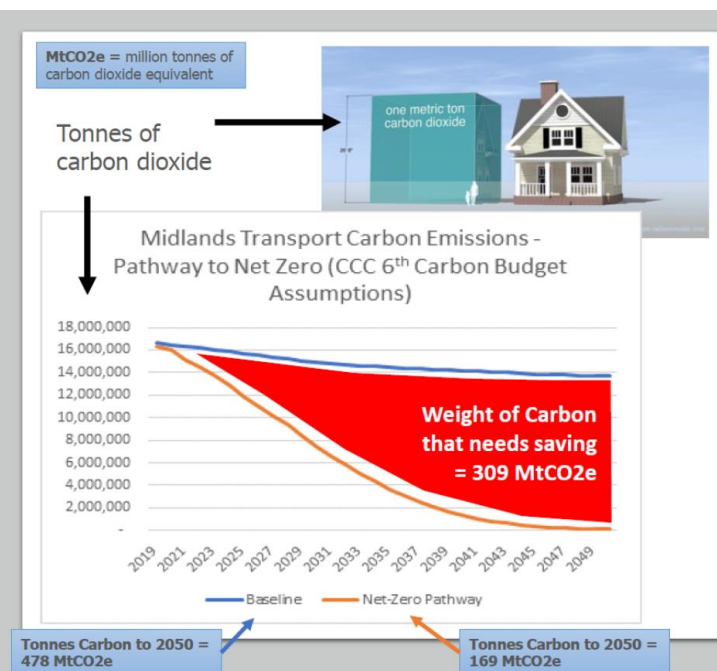 MtCO2e = million tonnes of
carbon dioxide equivalent
Tonnes of
carbon dioxide
one metric ton
carbon dioxide
Midlands Transport Carbon Emissions -
Pathway to Net Zero (CCC 6th Carbon Budget
Assumptions)
18,000,000
16,000,000
14,000,000
12,000,000
10,000,000
8,000,000
6,000,000
4,000,000
2,000,000
-
Weight of Carbon
that needs saving
= 309 MtCO2e
2019
2021
2023
2025
2027
2029
2031
2033
2035
2037
2039
2041
2043
2045
2047
2049
Baseline
Net-Zero Pathway
Tonnes Carbon to 2050 =
478 MtCO2e
Tonnes Carbon to 2050 =
169 MtCO2e